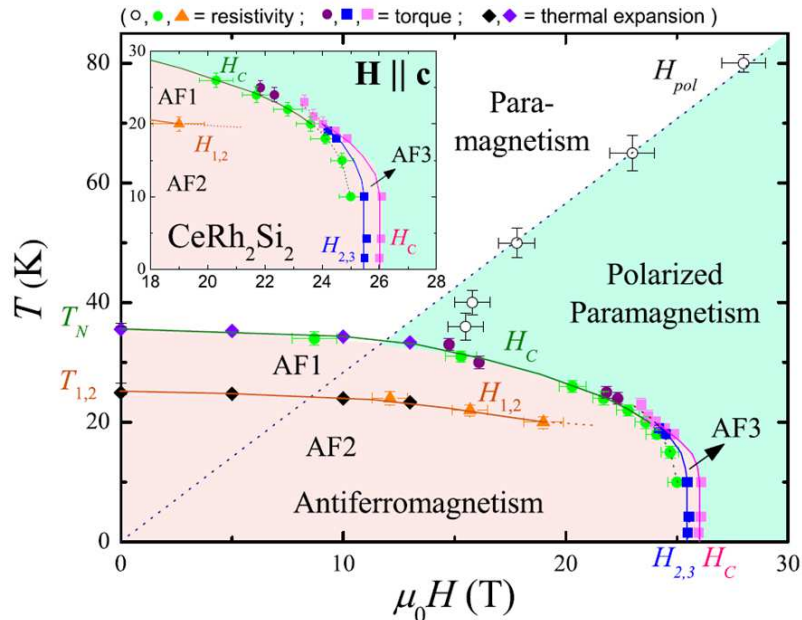 ( ○, ●, ▲ = resistivity ; ●, ■, ■ = torque ; ◆, ◆ = thermal expansion )
30
20
10
0
18 20 22 24 26 28
H_C
H || c
AF1
H_{1,2}
AF2
AF3
CeRh_2Si_2
H_{2,3}
H_C
H_{pol}
Para-
magnetism
Polarized
Paramagnetism
80
60
40
20
0
T (K)
T_N
T_{1,2}
AF1
H_C
H_{1,2}
AF2
AF3
Antiferromagnetism
H_{2,3} H_C
0 10 20 30
μ_0H (T)